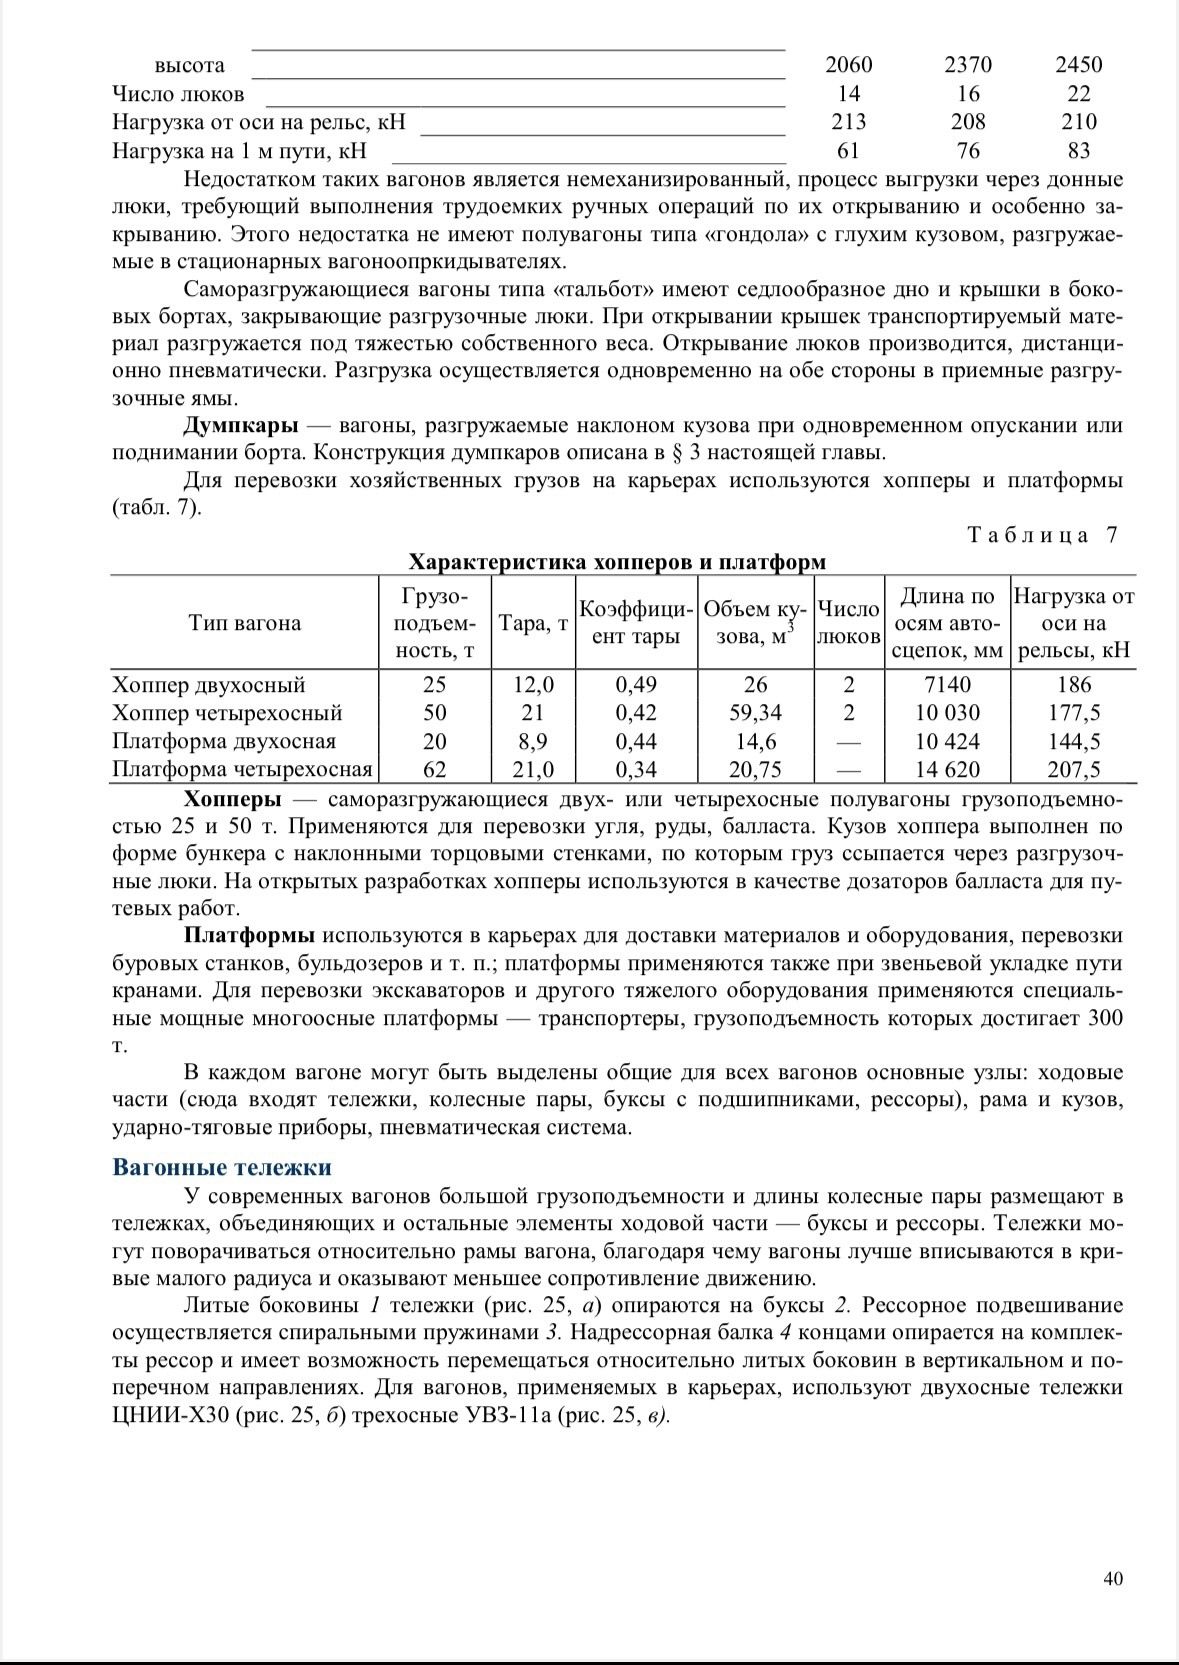 высота 2060 2370 2450
Число люков 14 16 22
Нагрузка от оси на рельс, кН 213 208 210
Нагрузка на 1 м пути, кН 61 76 83
Недостатком таких вагонов является немеханизированный, процесс выгрузки через донные
люки, требующий выполнения трудоемких ручных операций по их открыванию и особенно за-
крыванию. Этого недостатка не имеют полувагоны типа «гондола» с глухим кузовом, разгружае-
мые в стационарных вагоноопркидывателях.
Саморазгружающиеся вагоны типа «тальбот» имеют седлообразное дно и крышки в боко-
вых бортах, закрывающие разгрузочные люки. При открывании крышек транспортируемый мате-
риал разгружается под тяжестью собственного веса. Открывание люков производится, дистанци-
онно пневматически. Разгрузка осуществляется одновременно на обе стороны в приемные разгру-
зочные ямы.
Думпкары — вагоны, разгружаемые наклоном кузова при одновременном опускании или
поднимании борта. Конструкция думпкаров описана в § 3 настоящей главы.
Для перевозки хозяйственных грузов на карьерах используются хопперы и платформы
(табл. 7).
Таблица 7
Характеристика хопперов и платформ
Тип вагона Грузо-подъем-ность, т Тара, т Коэффици-ент тары Объем ку-зова, м³ Число люков Длина по осям авто-сцепок, мм Нагрузка от оси на рельсы, кН
Хоппер двухосный 25 12,0 0,49 26 2 7140 186
Хоппер четырехосный 50 21 0,42 59,34 2 10 030 177,5
Платформа двухосная 20 8,9 0,44 14,6 — 10 424 144,5
Платформа четырехосная 62 21,0 0,34 20,75 — 14 620 207,5
Хопперы — саморазгружающиеся двух- или четырехосные полувагоны грузоподъемно-
стью 25 и 50 т. Применяются для перевозки угля, руды, балласта. Кузов хоппера выполнен по
форме бункера с наклонными торцовыми стенками, по которым груз ссыпается через разгрузоч-
ные люки. На открытых разработках хопперы используются в качестве дозаторов балласта для пу-
тевых работ.
Платформы используются в карьерах для доставки материалов и оборудования, перевозки
буровых станков, бульдозеров и т. п.; платформы применяются также при звеньевой укладке пути
кранами. Для перевозки экскаваторов и другого тяжелого оборудования применяются специаль-
ные мощные многоосные платформы — транспортеры, грузоподъемность которых достигает 300
т.
В каждом вагоне могут быть выделены общие для всех вагонов основные узлы: ходовые
части (сюда входят тележки, колесные пары, буксы с подшипниками, рессоры), рама и кузов,
ударно-тяговые приборы, пневматическая система.
Вагонные тележки
У современных вагонов большой грузоподъемности и длины колесные пары размещают в
тележках, объединяющих и остальные элементы ходовой части — буксы и рессоры. Тележки мо-
гут поворачиваться относительно рамы вагона, благодаря чему вагоны лучше вписываются в кри-
вые малого радиуса и оказывают меньшее сопротивление движению.
Литые боковины 1 тележки (рис. 25, а) опираются на буксы 2. Рессорное подвешивание
осуществляется спиральными пружинами 3. Надрессорная балка 4 концами опирается на комплек-
ты рессор и имеет возможность перемещаться относительно литых боковин в вертикальном и по-
перечном направлениях. Для вагонов, применяемых в карьерах, используют двухосные тележки
ЦНИИ-Х30 (рис. 25, б) трехосные УВЗ-11а (рис. 25, в).
40